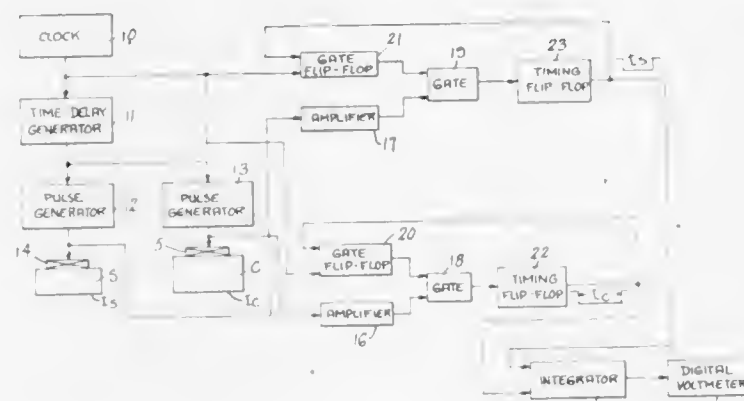 CLOCK
10
TIME DELAY
GENERATOR
11
PULSE
GENERATOR
12
PULSE
GENERATOR
13
14
S
Is
5
C
Ic
GATE
FLIP-FLOP
21
AMPLIFIER
17
19
GATE
23
TIMING
FLIP FLOP
Is
GATE
FLIP-FLOP
20
AMPLIFIER
16
18
GATE
22
TIMING
FLIP-FLOP
Ic
INTEGRATOR
DIGITAL
VOLTMETER